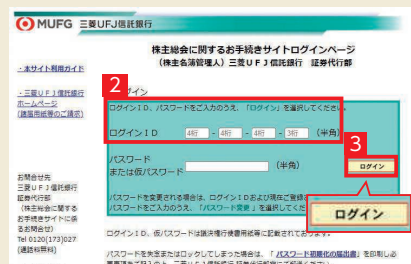 MUFG 三菱UFJ信託銀行
株主総会に関するお手続きサイトログインページ
(株主名簿管理人) 三菱UFJ信託銀行 証券代行部
・本サイト利用ガイド
・三菱UFJ信託銀行
ホームページ
(諸届用紙等のご請求)
お問合せ先
三菱UFJ信託銀行
証券代行部
(株主総会に関する
お手続きサイトに係
るお問合せ)
Tel 0120(173)027
(通話料無料)
2
グイン
ログインID、パスワードをご入力のうえ、「ログイン」を選択してください。
ログインID 4桁 - 4桁 - 4桁 - 3桁 (半角)
3
パスワード
または仮パスワード (半角) ログイン
パスワードを変更される場合は、ログインIDおよび現在ご登録
パスワードをご入力のうえ、「パスワード変更」を選択してくだ
ログイン
ログインID、仮パスワードは議決権行使書用紙等に記載されており
パスワードを失念またはロックしてしまった場合は、「パスワード初期化の届出書」を印刷し必